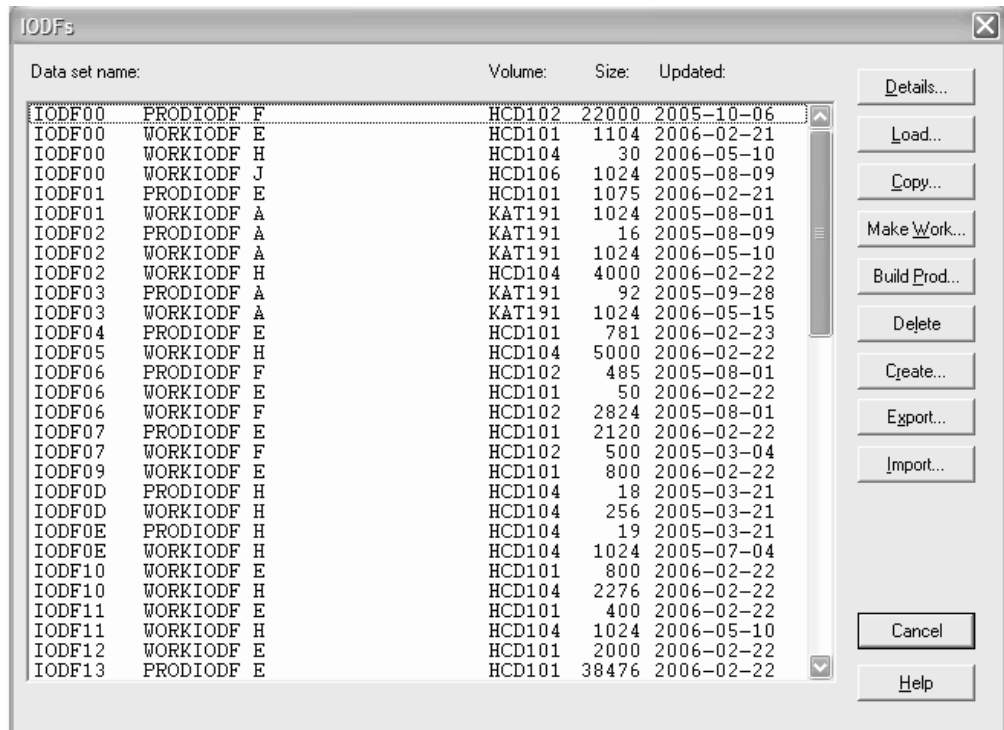 IODFs
Data set name: Volume: Size: Updated:
IODF00 PRODIODF F HCD102 22000 2005-10-06
IODF00 WORKIODF E HCD101 1104 2006-02-21
IODF00 WORKIODF H HCD104 30 2006-05-10
IODF00 WORKIODF J HCD106 1024 2005-08-09
IODF01 PRODIODF E HCD101 1075 2006-02-21
IODF01 WORKIODF A KAT191 1024 2005-08-01
IODF02 PRODIODF A KAT191 16 2005-08-09
IODF02 WORKIODF A KAT191 1024 2006-05-10
IODF02 WORKIODF H HCD104 4000 2006-02-22
IODF03 PRODIODF A KAT191 92 2005-09-28
IODF03 WORKIODF A KAT191 1024 2006-05-15
IODF04 PRODIODF E HCD101 781 2006-02-23
IODF05 WORKIODF H HCD104 5000 2006-02-22
IODF06 PRODIODF F HCD102 485 2005-08-01
IODF06 WORKIODF E HCD101 50 2006-02-22
IODF06 WORKIODF F HCD102 2824 2005-08-01
IODF07 PRODIODF E HCD101 2120 2006-02-22
IODF07 WORKIODF F HCD102 500 2005-03-04
IODF09 WORKIODF E HCD101 800 2006-02-22
IODF0D PRODIODF H HCD104 18 2005-03-21
IODF0D WORKIODF H HCD104 256 2005-03-21
IODF0E PRODIODF H HCD104 19 2005-03-21
IODF0E WORKIODF H HCD104 1024 2005-07-04
IODF10 WORKIODF E HCD101 800 2006-02-22
IODF10 WORKIODF H HCD104 2276 2006-02-22
IODF11 WORKIODF E HCD101 400 2006-02-22
IODF11 WORKIODF H HCD104 1024 2006-05-10
IODF12 WORKIODF E HCD101 2000 2006-02-22
IODF13 PRODIODF E HCD101 38476 2006-02-22
Details...
Load...
Copy...
Make Work...
Build Prod...
Delete
Create...
Export...
Import...
Cancel
Help